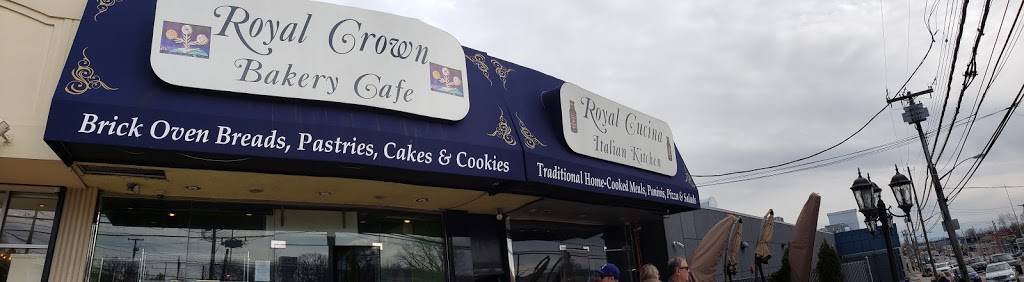 Royal Crown
Bakery Cafe
Brick Oven Breads, Pastries, Cakes & Cookies
Royal Cucina
Italian Kitchen
Traditional Home-Cooked Meals, Paninis, Pizza & Salads